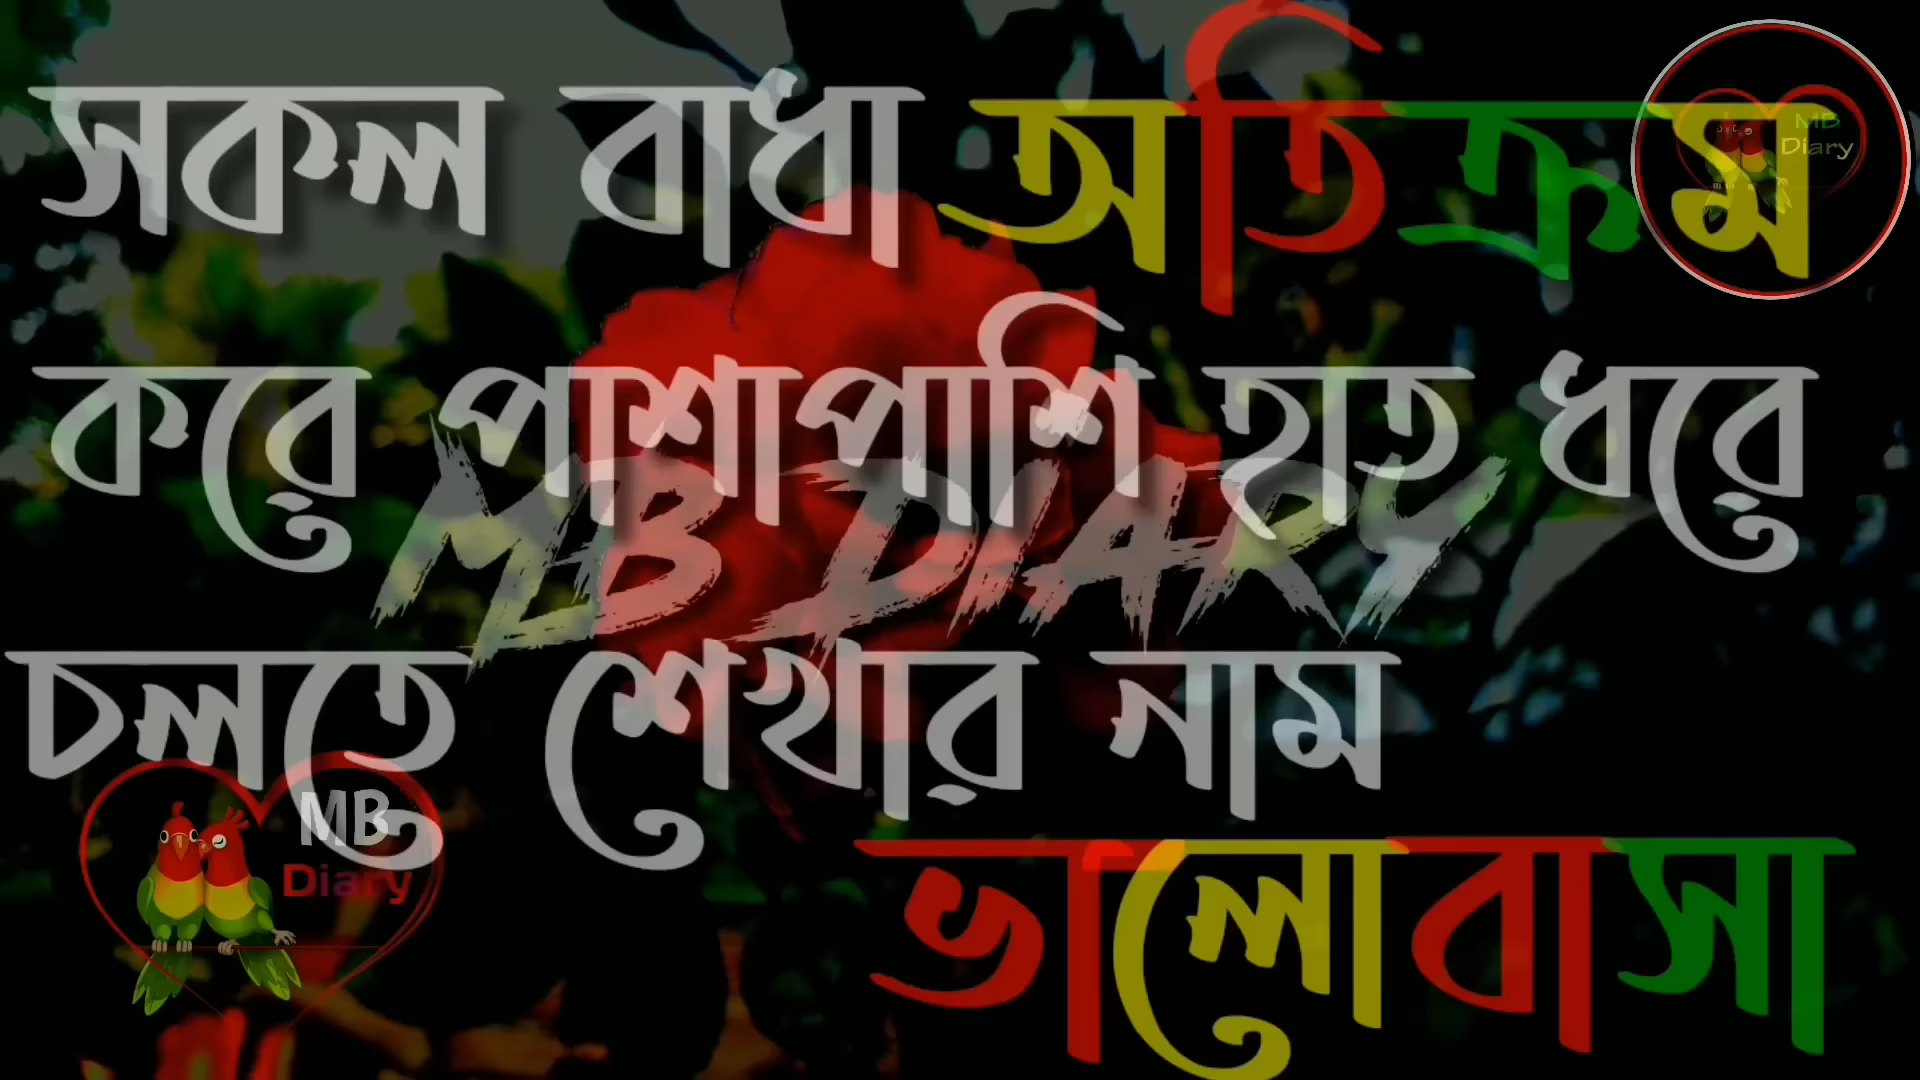 সকল বাধা অতিক্রম
MB
Diary
করে পাশাপাশি হাত ধরে
MB DIARY
চলতে শেখার নাম
MB
Diary
ভালোবাসা